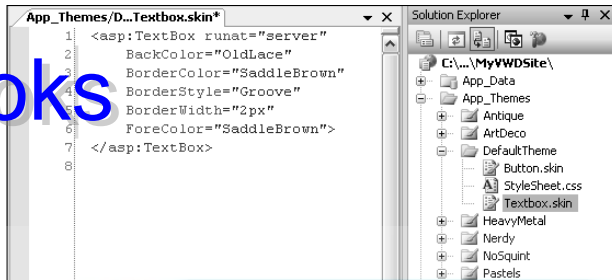 App_Themes/D...Textbox.skin*
1 <asp:TextBox runat="server"
2 BackColor="OldLace"
3 BorderColor="SaddleBrown"
4 BorderStyle="Groove"
5 BorderWidth="2px"
6 ForeColor="SaddleBrown">
7 </asp:TextBox>
8
oks
Solution Explorer
C:\...\MyVWDSite\
App_Data
App_Themes
Antique
ArtDeco
DefaultTheme
Button.skin
StyleSheet.css
Textbox.skin
HeavyMetal
Nerdy
NoSquint
Pastels